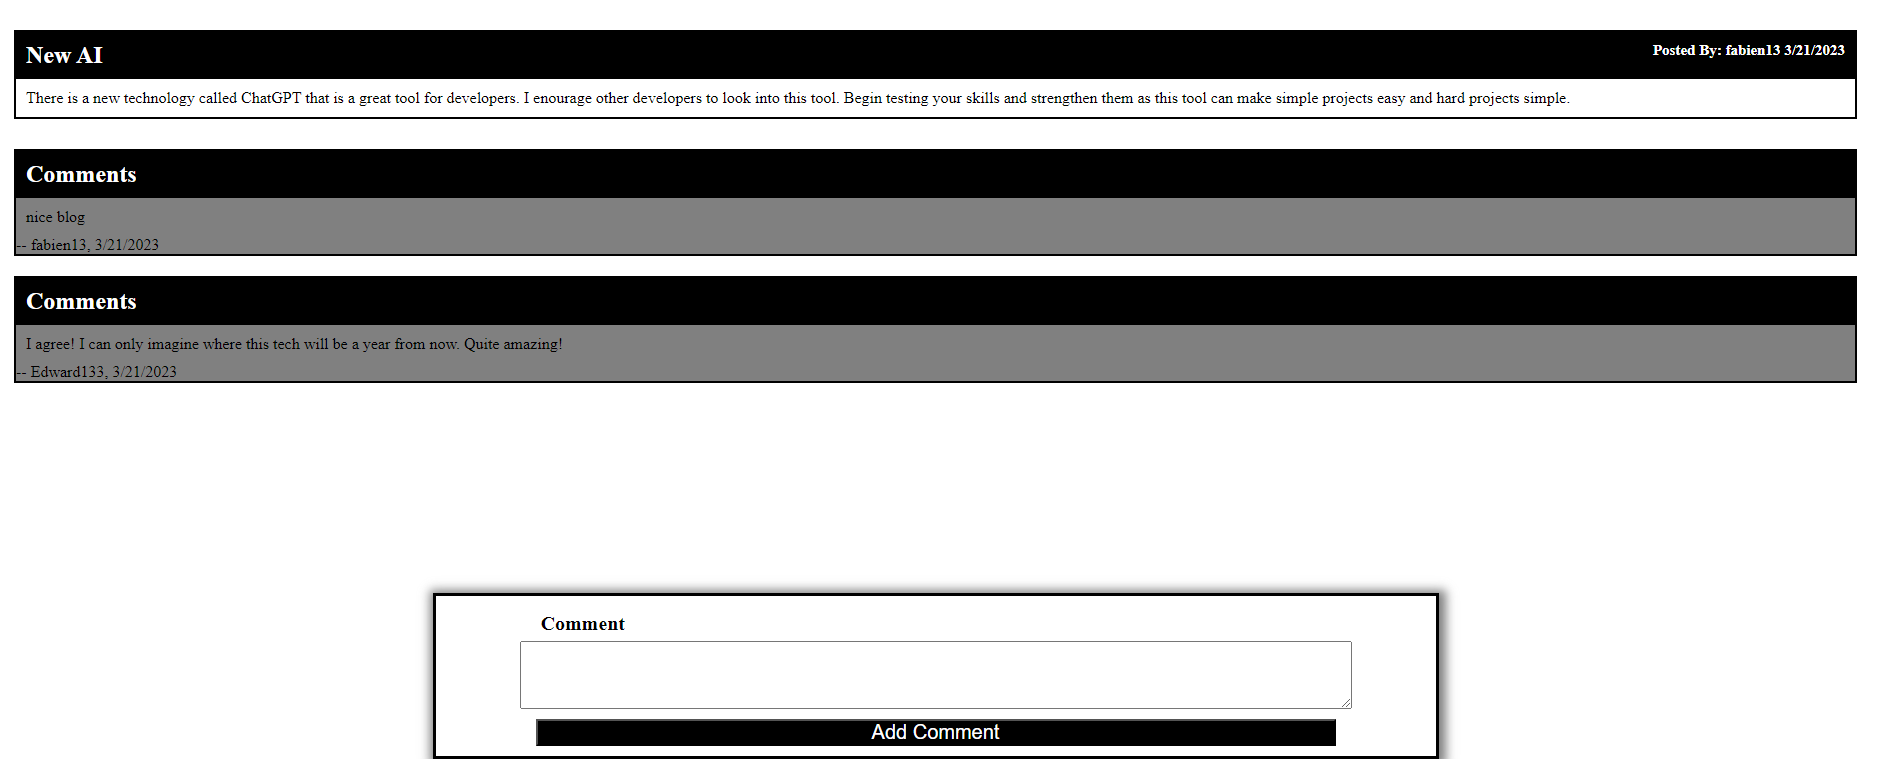 New AI
Posted By: fabien13 3/21/2023
There is a new technology called ChatGPT that is a great tool for developers. I enourage other developers to look into this tool. Begin testing your skills and strengthen them as this tool can make simple projects easy and hard projects simple.
Comments
nice blog
-- fabien13, 3/21/2023
Comments
I agree! I can only imagine where this tech will be a year from now. Quite amazing!
-- Edward133, 3/21/2023
Comment
Add Comment